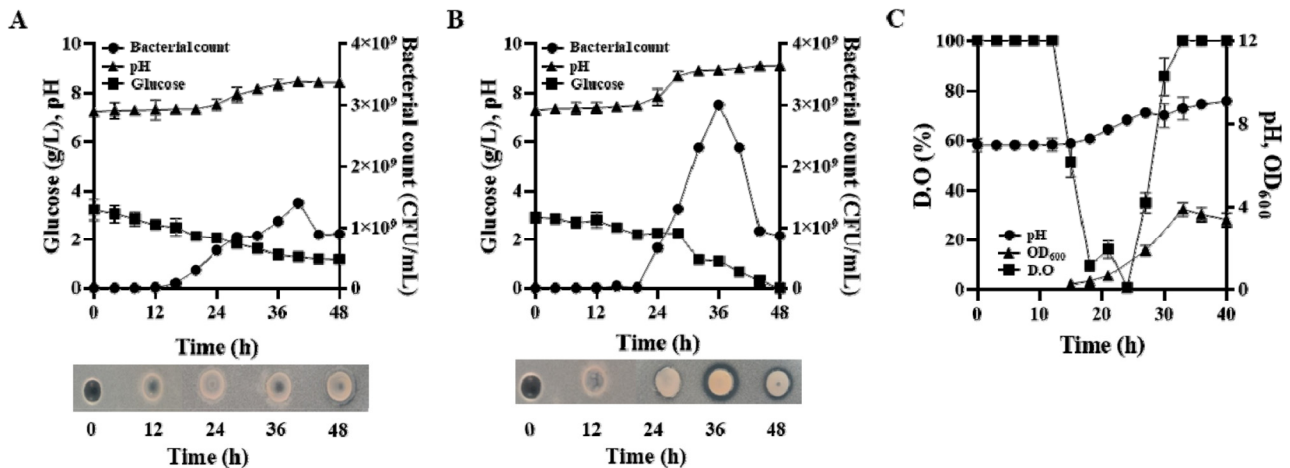 A
10
8
6
4
2
0
Glucose (g/L), pH
Bacterial count
pH
Glucose
4×10⁹
3×10⁹
2×10⁹
1×10⁹
0
Bacterial count (CFU/mL)
0 12 24 36 48
Time (h)
0 12 24 36 48
Time (h)
B
10
8
6
4
2
0
Glucose (g/L), pH
Bacterial count
pH
Glucose
4×10⁹
3×10⁹
2×10⁹
1×10⁹
0
Bacterial count (CFU/mL)
0 12 24 36 48
Time (h)
0 12 24 36 48
Time (h)
C
100
80
60
40
20
0
D.O (%)
pH
OD₆₀₀
D.O
12
8
4
0
pH, OD₆₀₀
0 10 20 30 40
Time (h)